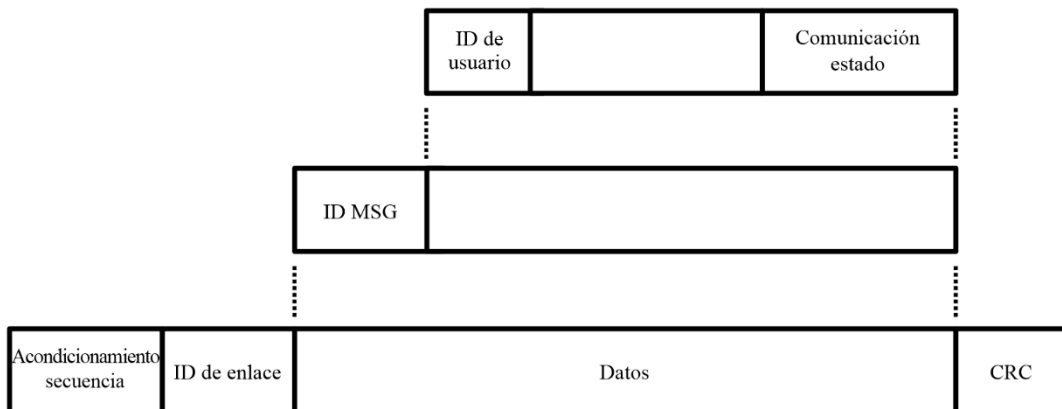 ID de
usuario
Comunicación
estado
ID MSG
Acondicionamiento
secuencia
ID de enlace
Datos
CRC